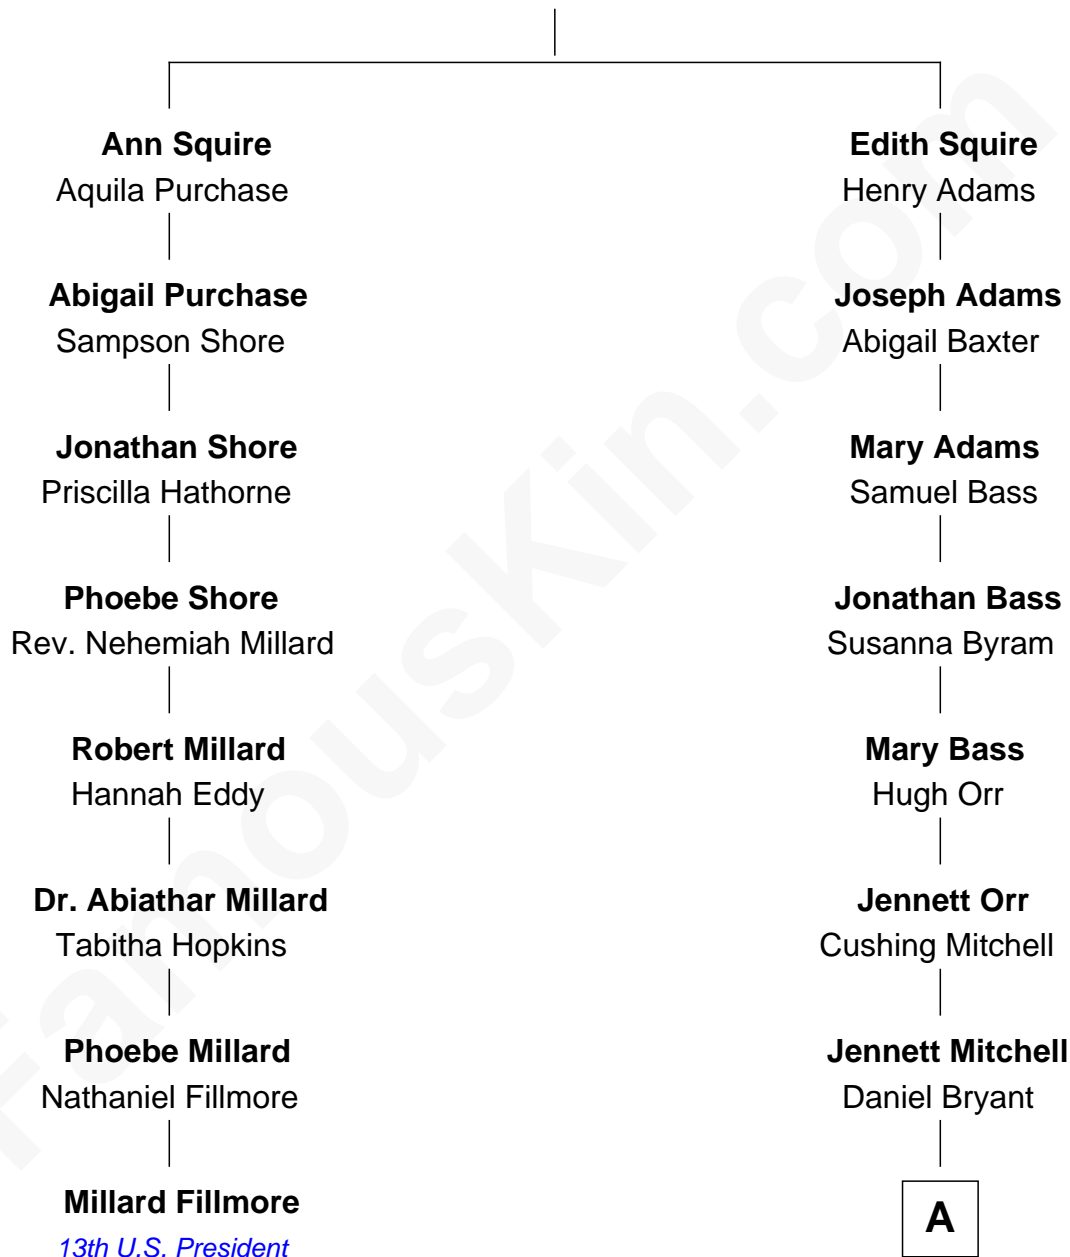 Ann Squire
Aquila Purchase
Abigail Purchase
Sampson Shore
Jonathan Shore
Priscilla Hathorne
Phoebe Shore
Rev. Nehemiah Millard
Robert Millard
Hannah Eddy
Dr. Abiathar Millard
Tabitha Hopkins
Phoebe Millard
Nathaniel Fillmore
Millard Fillmore
13th U.S. President
Edith Squire
Henry Adams
Joseph Adams
Abigail Baxter
Mary Adams
Samuel Bass
Jonathan Bass
Susanna Byram
Mary Bass
Hugh Orr
Jennett Orr
Cushing Mitchell
Jennett Mitchell
Daniel Bryant
A
FamousKin.com